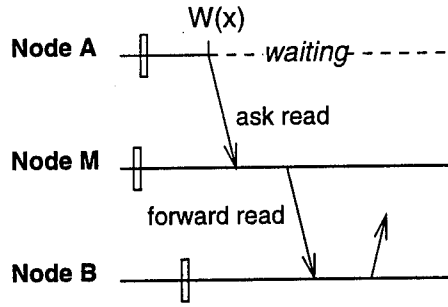 W(x)
Node A
waiting
ask read
Node M
forward read
Node B